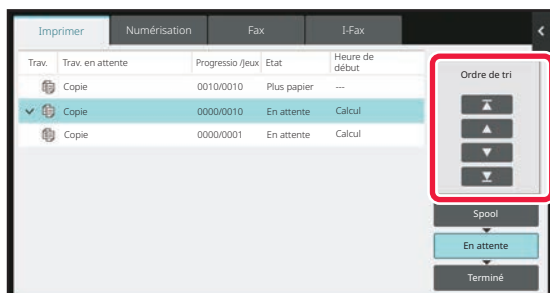 Imprimer Numérisation Fax I-Fax
Trav. Trav. en attente Progressio /Jeux Etat Heure de début
Copie 0010/0010 Plus papier ---
Copie 0000/0010 En attente Calcul
Copie 0000/0001 En attente Calcul
Ordre de tri
Spool
En attente
Terminé